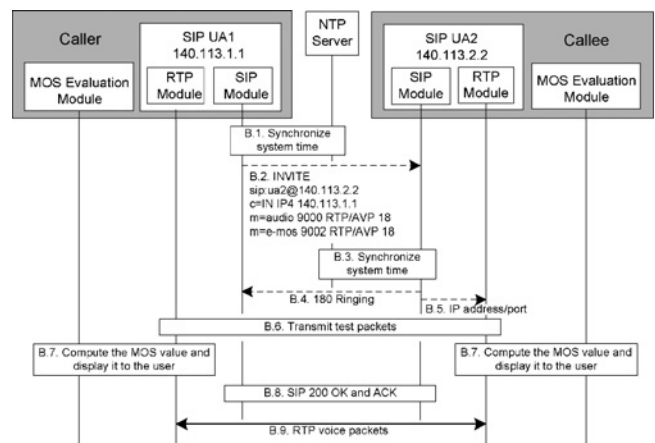 Caller
SIP UA1
140.113.1.1
NTP
Server
SIP UA2
140.113.2.2
Callee
MOS Evaluation
Module
RTP
Module
SIP
Module
SIP
Module
RTP
Module
MOS Evaluation
Module
B.1. Synchronize
system time
B.2. INVITE
sip:ua2@140.113.2.2
c=IN IP4 140.113.1.1
m=audio 9000 RTP/AVP 18
m=e-mos 9002 RTP/AVP 18
B.3. Synchronize
system time
B.4. 180 Ringing
B.5. IP address/port
B.6. Transmit test packets
B.7. Compute the MOS value and
display it to the user
B.7. Compute the MOS value and
display it to the user
B.8. SIP 200 OK and ACK
B.9. RTP voice packets